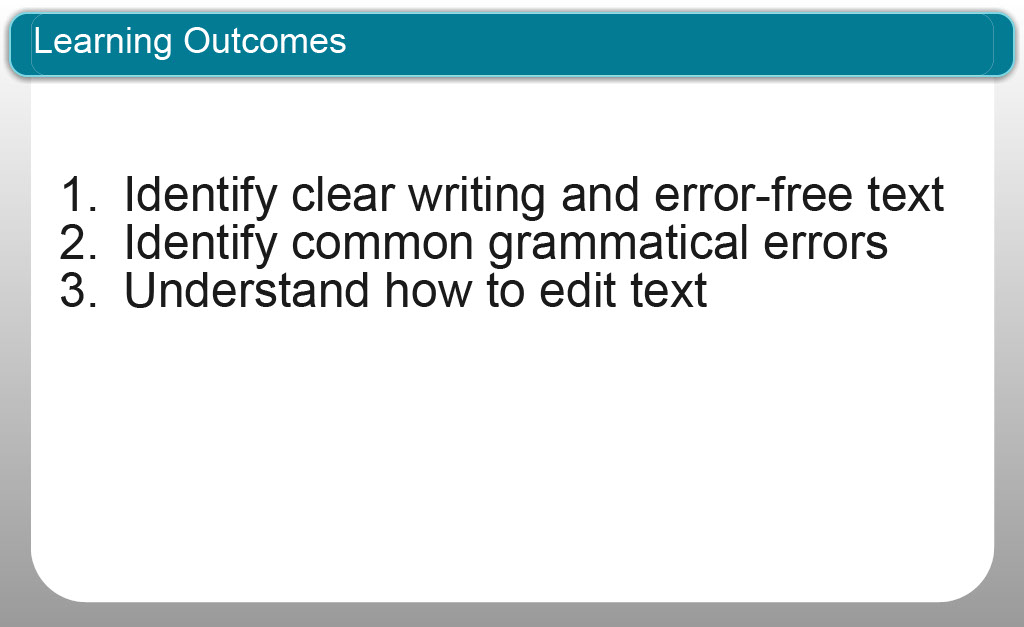 Learning Outcomes
1. Identify clear writing and error-free text
2. Identify common grammatical errors
3. Understand how to edit text